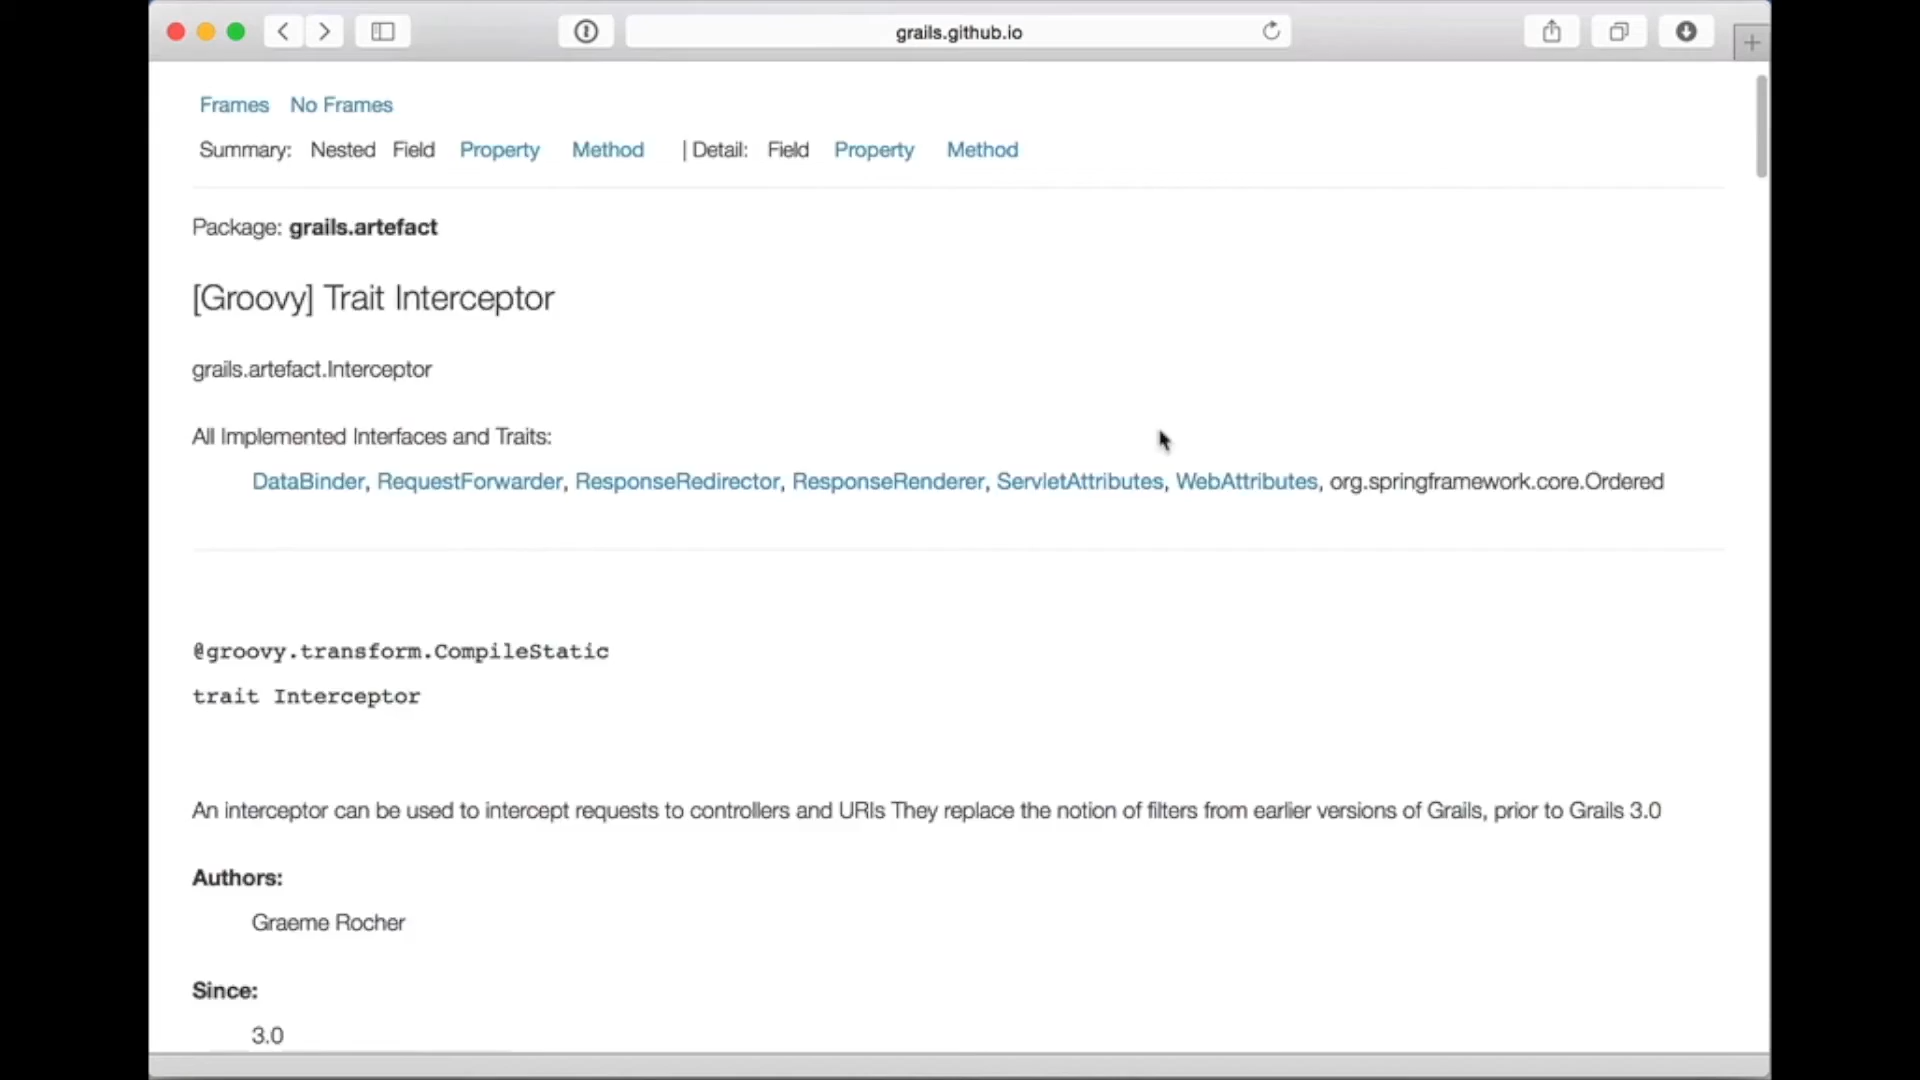 grails.github.io
Frames No Frames
Summary: Nested Field Property Method | Detail: Field Property Method
Package: grails.artefact
[Groovy] Trait Interceptor
grails.artefact.Interceptor
All Implemented Interfaces and Traits:
DataBinder, RequestForwarder, ResponseRedirector, ResponseRenderer, ServletAttributes, WebAttributes, org.springframework.core.Ordered
@groovy.transform.CompileStatic
trait Interceptor
An interceptor can be used to intercept requests to controllers and URIs They replace the notion of filters from earlier versions of Grails, prior to Grails 3.0
Authors:
Graeme Rocher
Since:
3.0